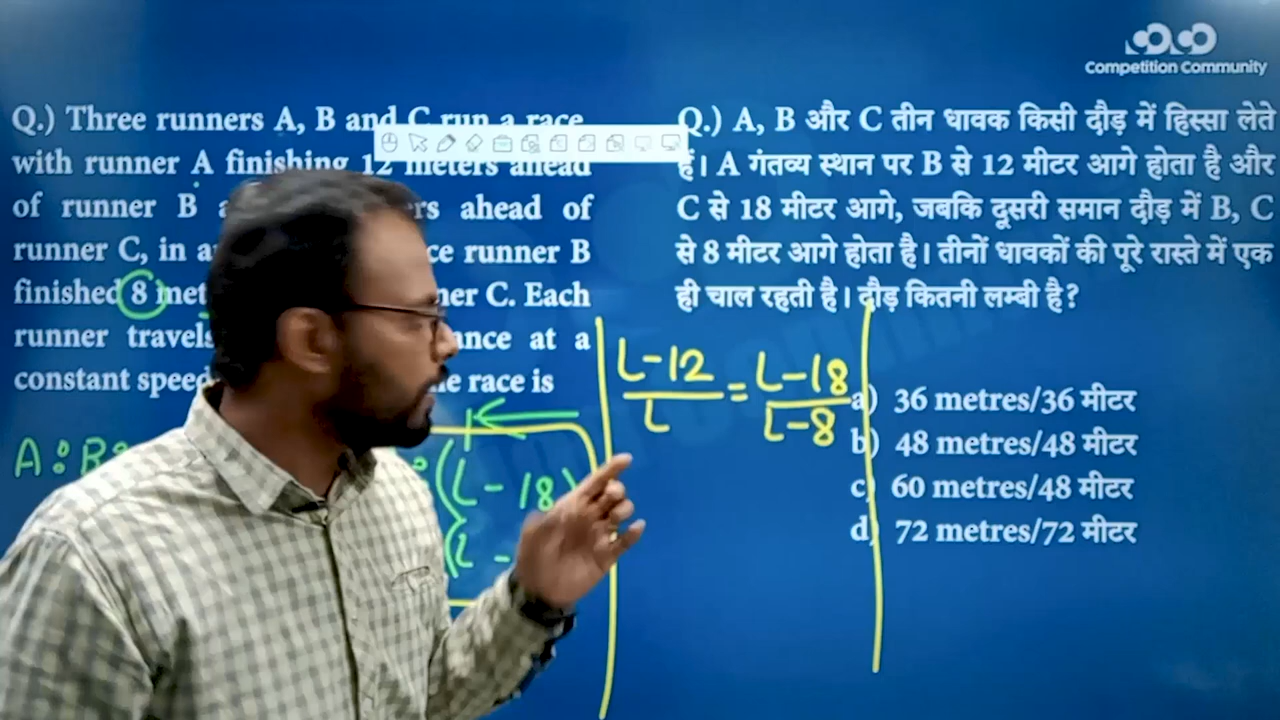 Competition Community
Q.) Three runners A, B and C run a race
with runner A finishing 12 meters ahead
of runner B ahead of
runner C, in runner B
finished 8 C. Each
runner travels at a
constant race is
A : B
(L - 18)
(L -
Q.) A, B और C तीन धावक किसी दौड़ में हिस्सा लेते
हैं। A गंतव्य स्थान पर B से 12 मीटर आगे होता है और
C से 18 मीटर आगे, जबकि दूसरी समान दौड़ में B, C
से 8 मीटर आगे होता है। तीनों धावकों की पूरे रास्ते में एक
ही चाल रहती है। दौड़ कितनी लम्बी है?
L-12 = L-18
L L-8
a) 36 metres/36 मीटर
b) 48 metres/48 मीटर
c) 60 metres/48 मीटर
d) 72 metres/72 मीटर